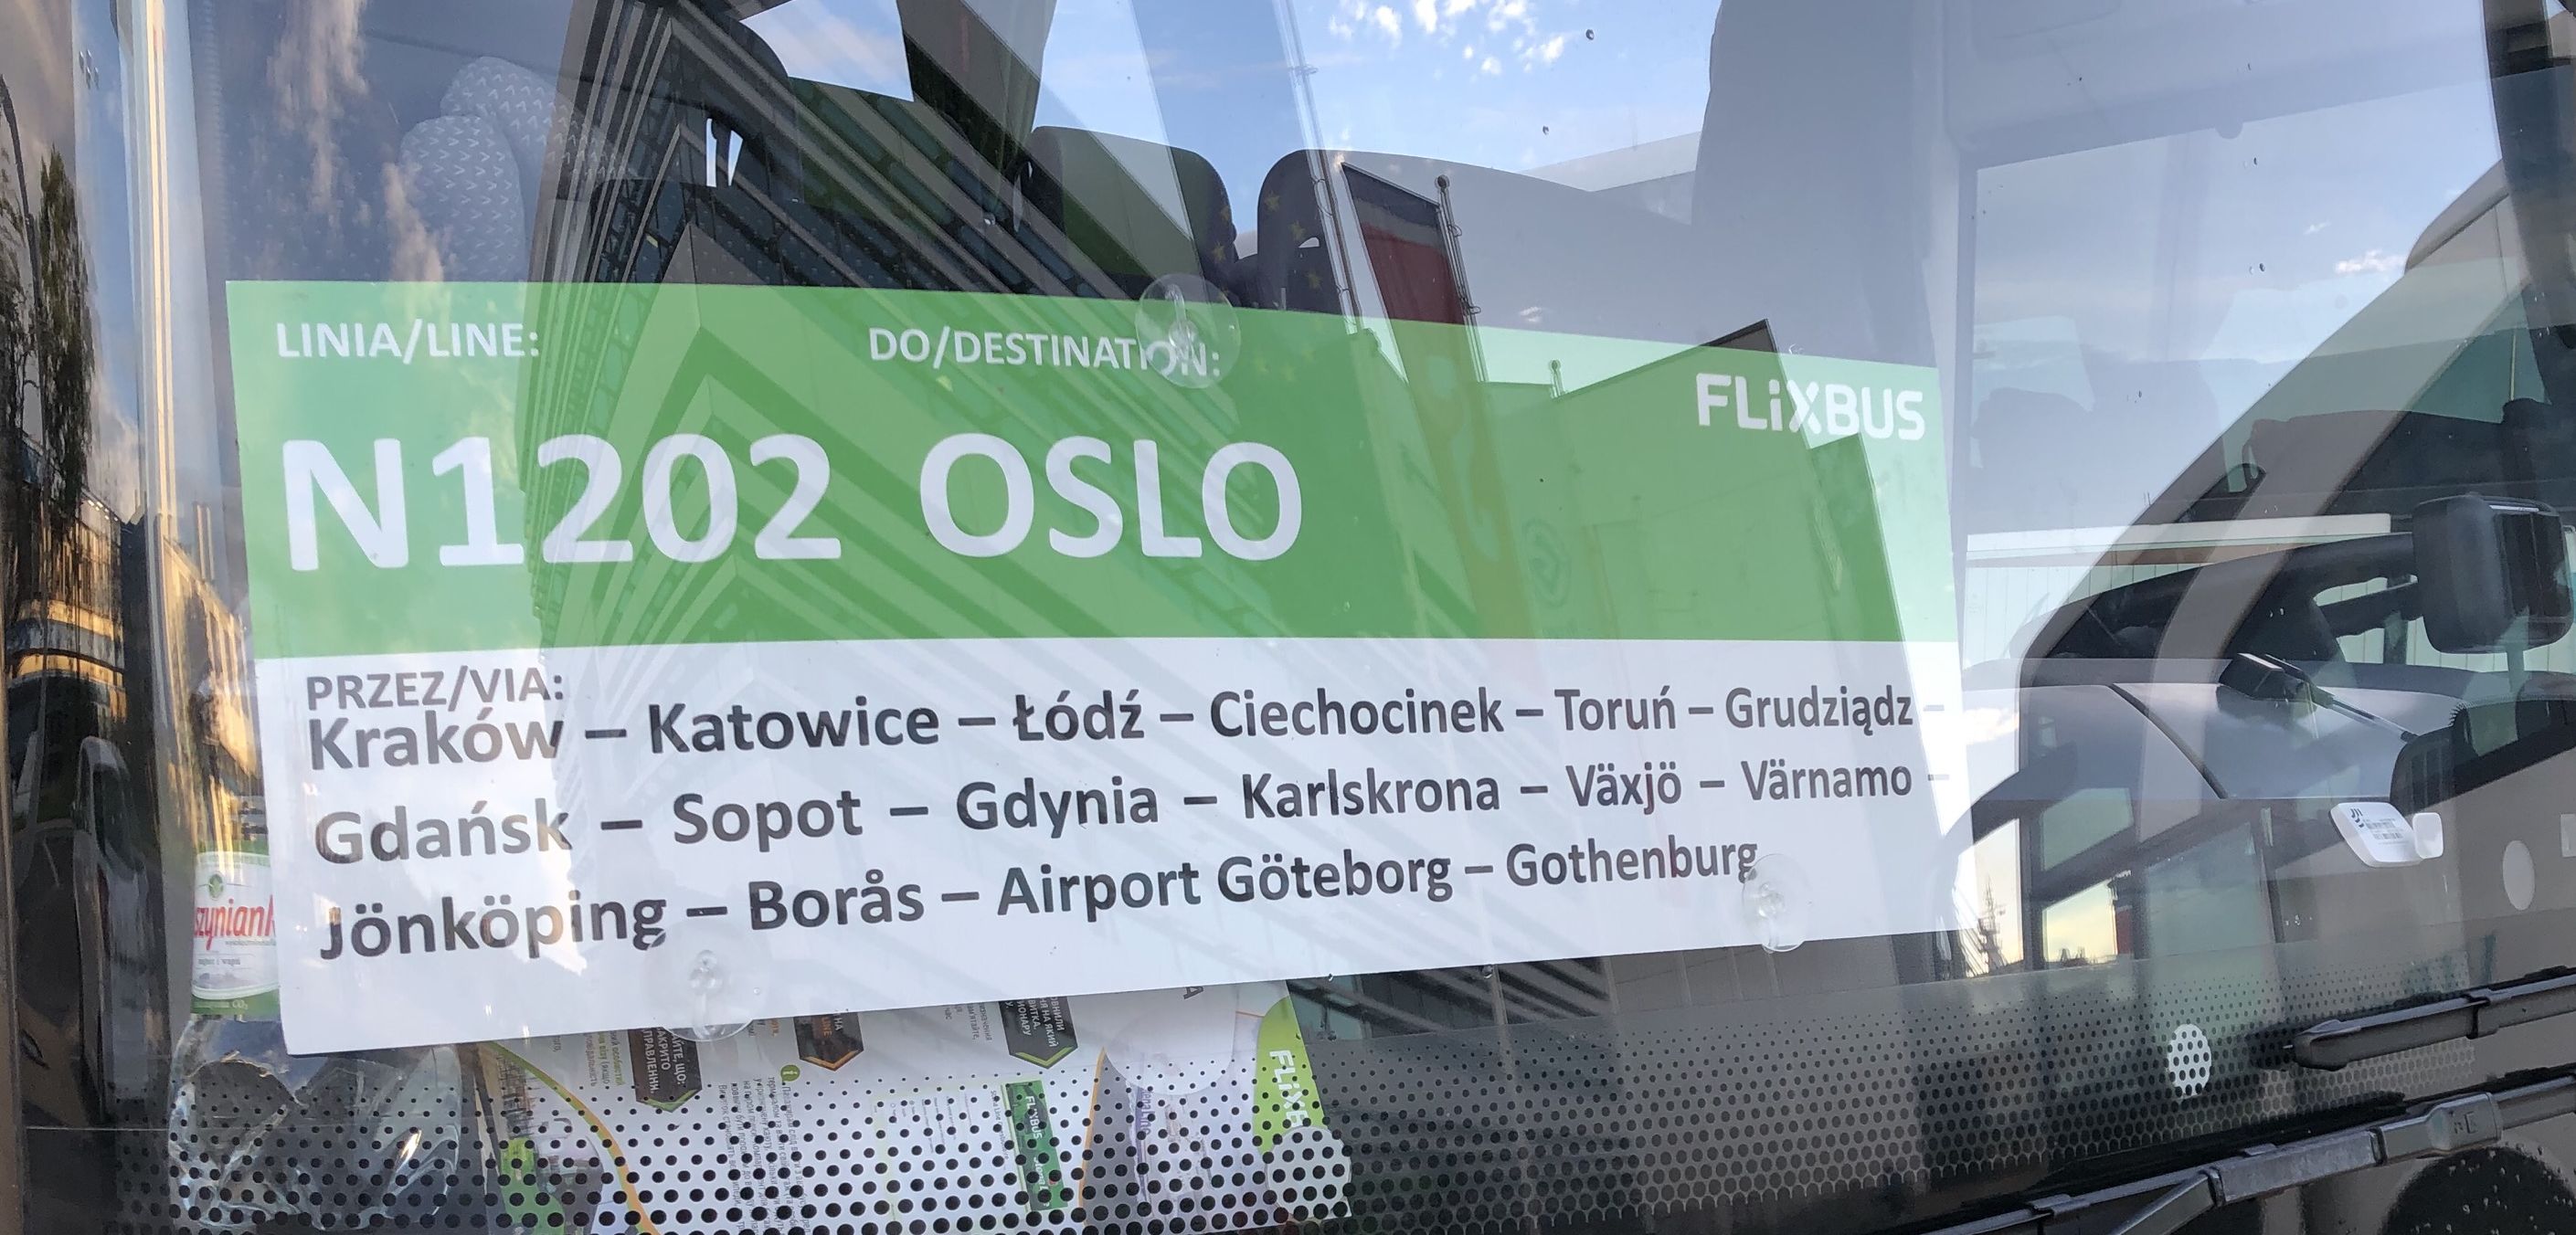 LINIA/LINE:
DO/DESTINATION:
FLiXBUS
N1202 OSLO
PRZEZ/VIA:
Kraków – Katowice – Łódź – Ciechocinek – Toruń – Grudziądz –
Gdańsk – Sopot – Gdynia – Karlskrona – Växjö – Värnamo –
Jönköping – Borås – Airport Göteborg – Gothenburg
FLiXBUS